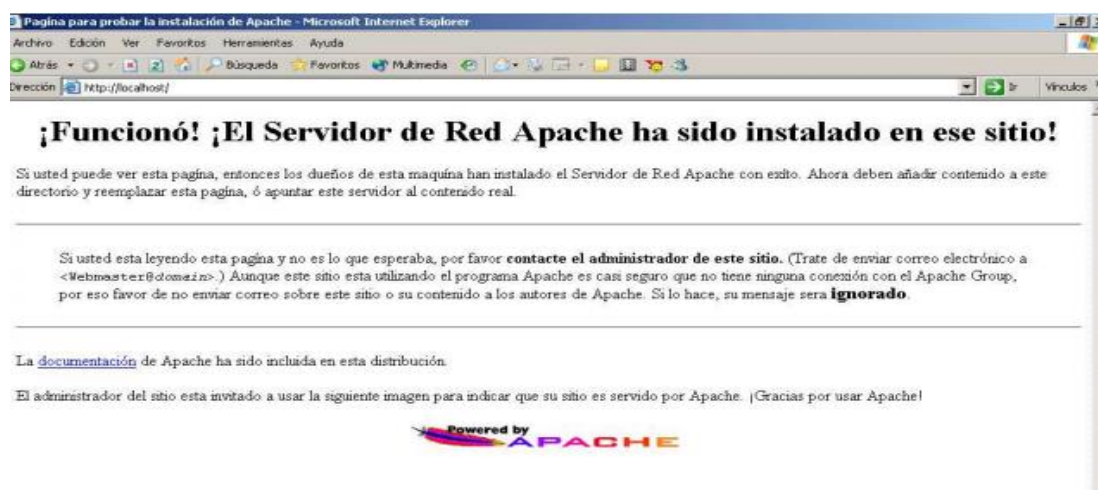 Pagina para probar la instalación de Apache - Microsoft Internet Explorer
Archivo Edición Ver Favoritos Herramientas Ayuda
Atrás Búsqueda Favoritos Multimedia
Dirección http://localhost/ Ir Vínculos
¡Funcionó! ¡El Servidor de Red Apache ha sido instalado en ese sitio!
Si usted puede ver esta pagína, entonces los dueños de esta maquína han instalado el Servidor de Red Apache con exito. Ahora deben añadir contenido a este
directorio y reemplazar esta pagína, ó apuntar este servidor al contenido real.
Si usted esta leyendo esta pagína y no es lo que esperaba, por favor contacte el administrador de este sitio. (Trate de enviar correo electrónico a
<Webmaster@domain>.) Aunque este sitio esta utilizando el programa Apache es casi seguro que no tiene ninguna conexión con el Apache Group,
por eso favor de no enviar correo sobre este sitio o su contenido a los autores de Apache. Si lo hace, su mensaje sera ignorado.
La documentación de Apache ha sido incluida en esta distribución.
El administrador del sitio esta invitado a usar la siguiente imagen para indicar que su sitio es servido por Apache. ¡Gracias por usar Apache!
Powered by
APACHE